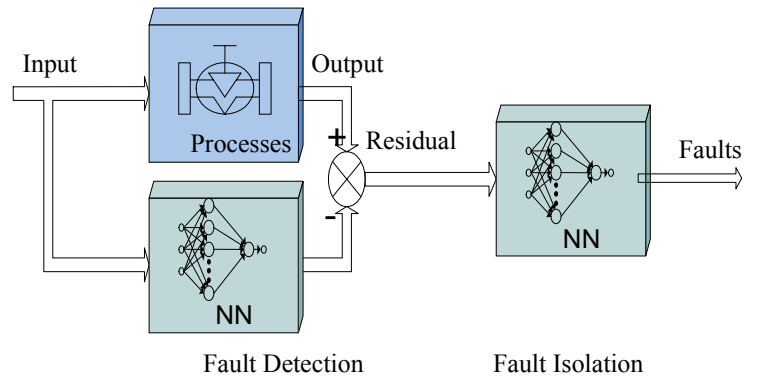 Input
Output
Processes
+
Residual
-
NN
NN
Faults
Fault Detection
Fault Isolation